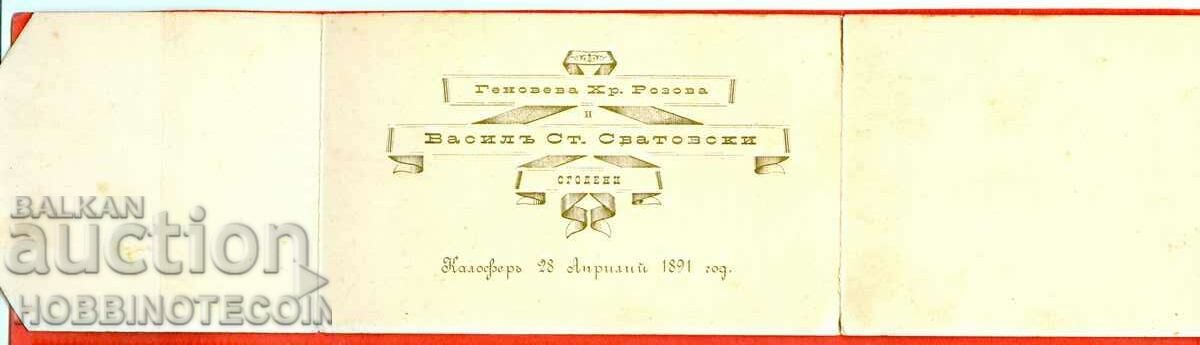 Геновева Хр. Розова
и
Василъ Ст. Сватовски
сгодени
Калоферъ 28 Априлий 1891 год.
BALKAN
auction
HOBBINOTECOIN